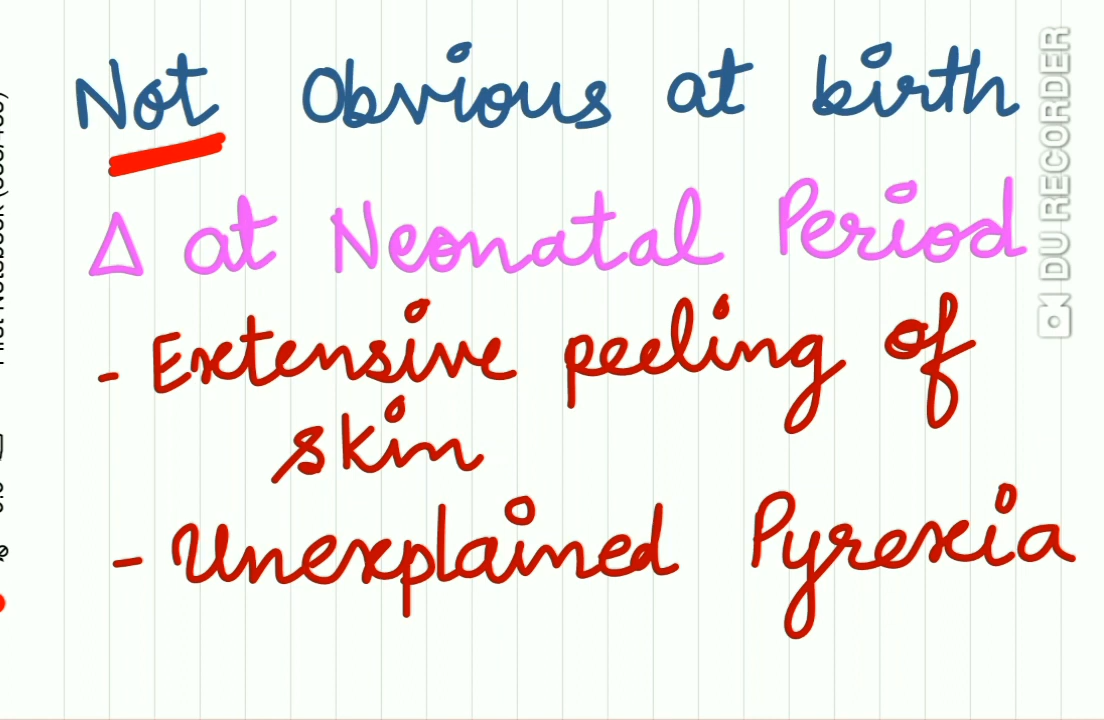 Not Obvious at birth
Δ at Neonatal Period
- Extensive peeling of
skin
- Unexplained Pyrexia
DU RECORDER